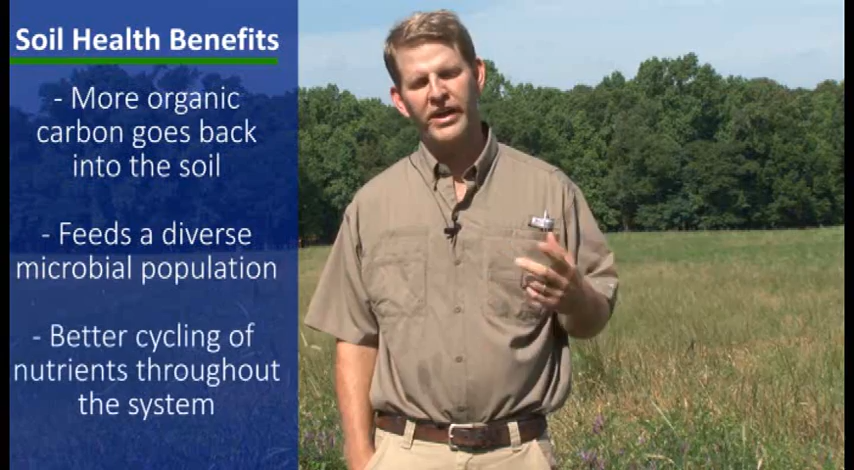 Soil Health Benefits
- More organic
carbon goes back
into the soil
- Feeds a diverse
microbial population
- Better cycling of
nutrients throughout
the system